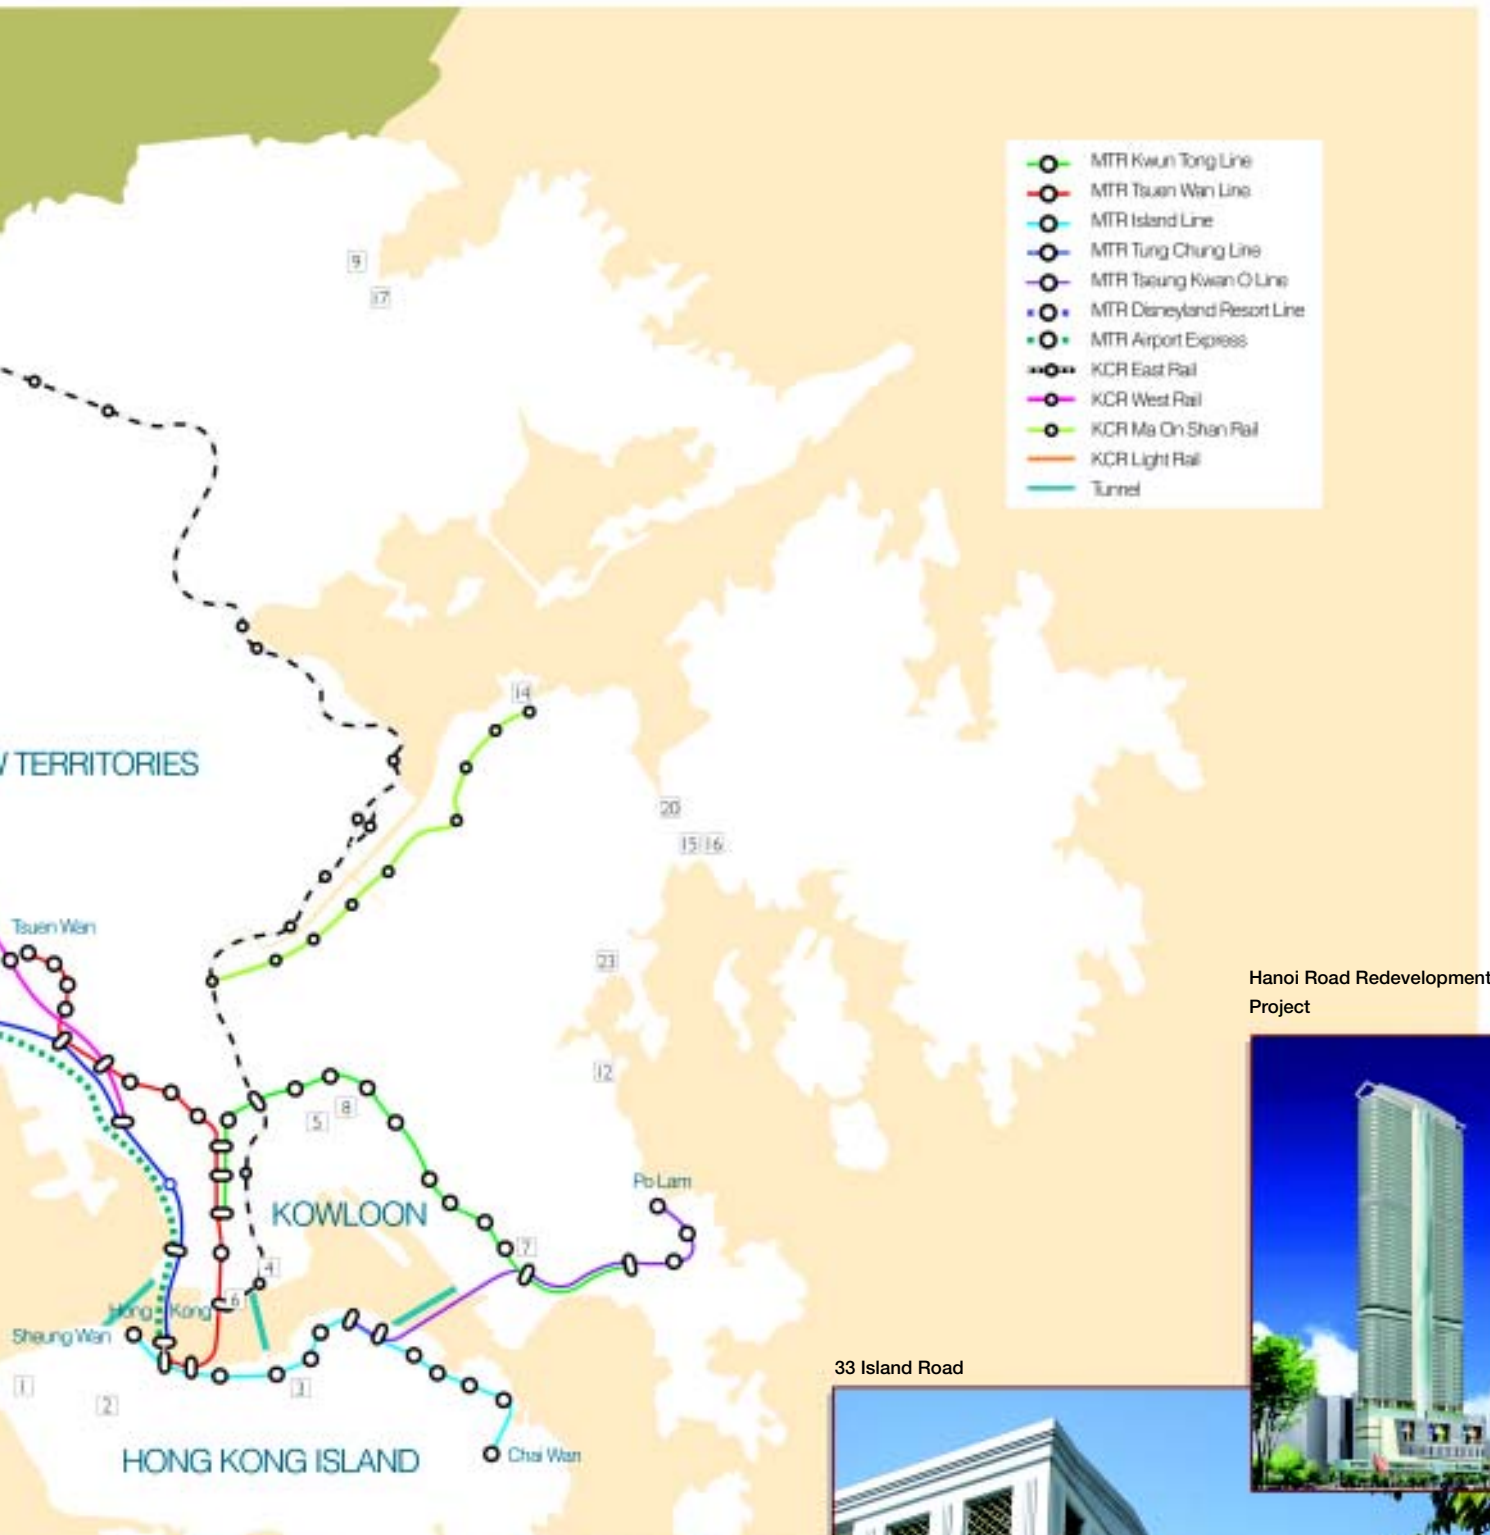 MTR Kwun Tong Line
MTR Tsuen Wan Line
MTR Island Line
MTR Tung Chung Line
MTR Tseung Kwan O Line
MTR Disneyland Resort Line
MTR Airport Express
KCR East Rail
KCR West Rail
KCR Ma On Shan Rail
KCR Light Rail
Tunnel
9
17
14
TERRITORIES
20
15 16
Tsuen Wan
23
Hanoi Road Redevelopment
Project
12
8
5
Po Lam
KOWLOON
7
4
6
Hong Kong
Sheung Wan
33 Island Road
1
3
2
HONG KONG ISLAND
Chai Wan